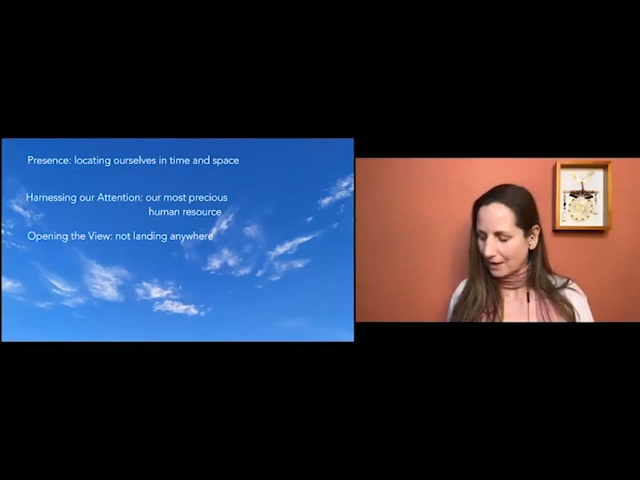 Presence: locating ourselves in time and space
Harnessing our Attention: our most precious
human resource
Opening the View: not landing anywhere